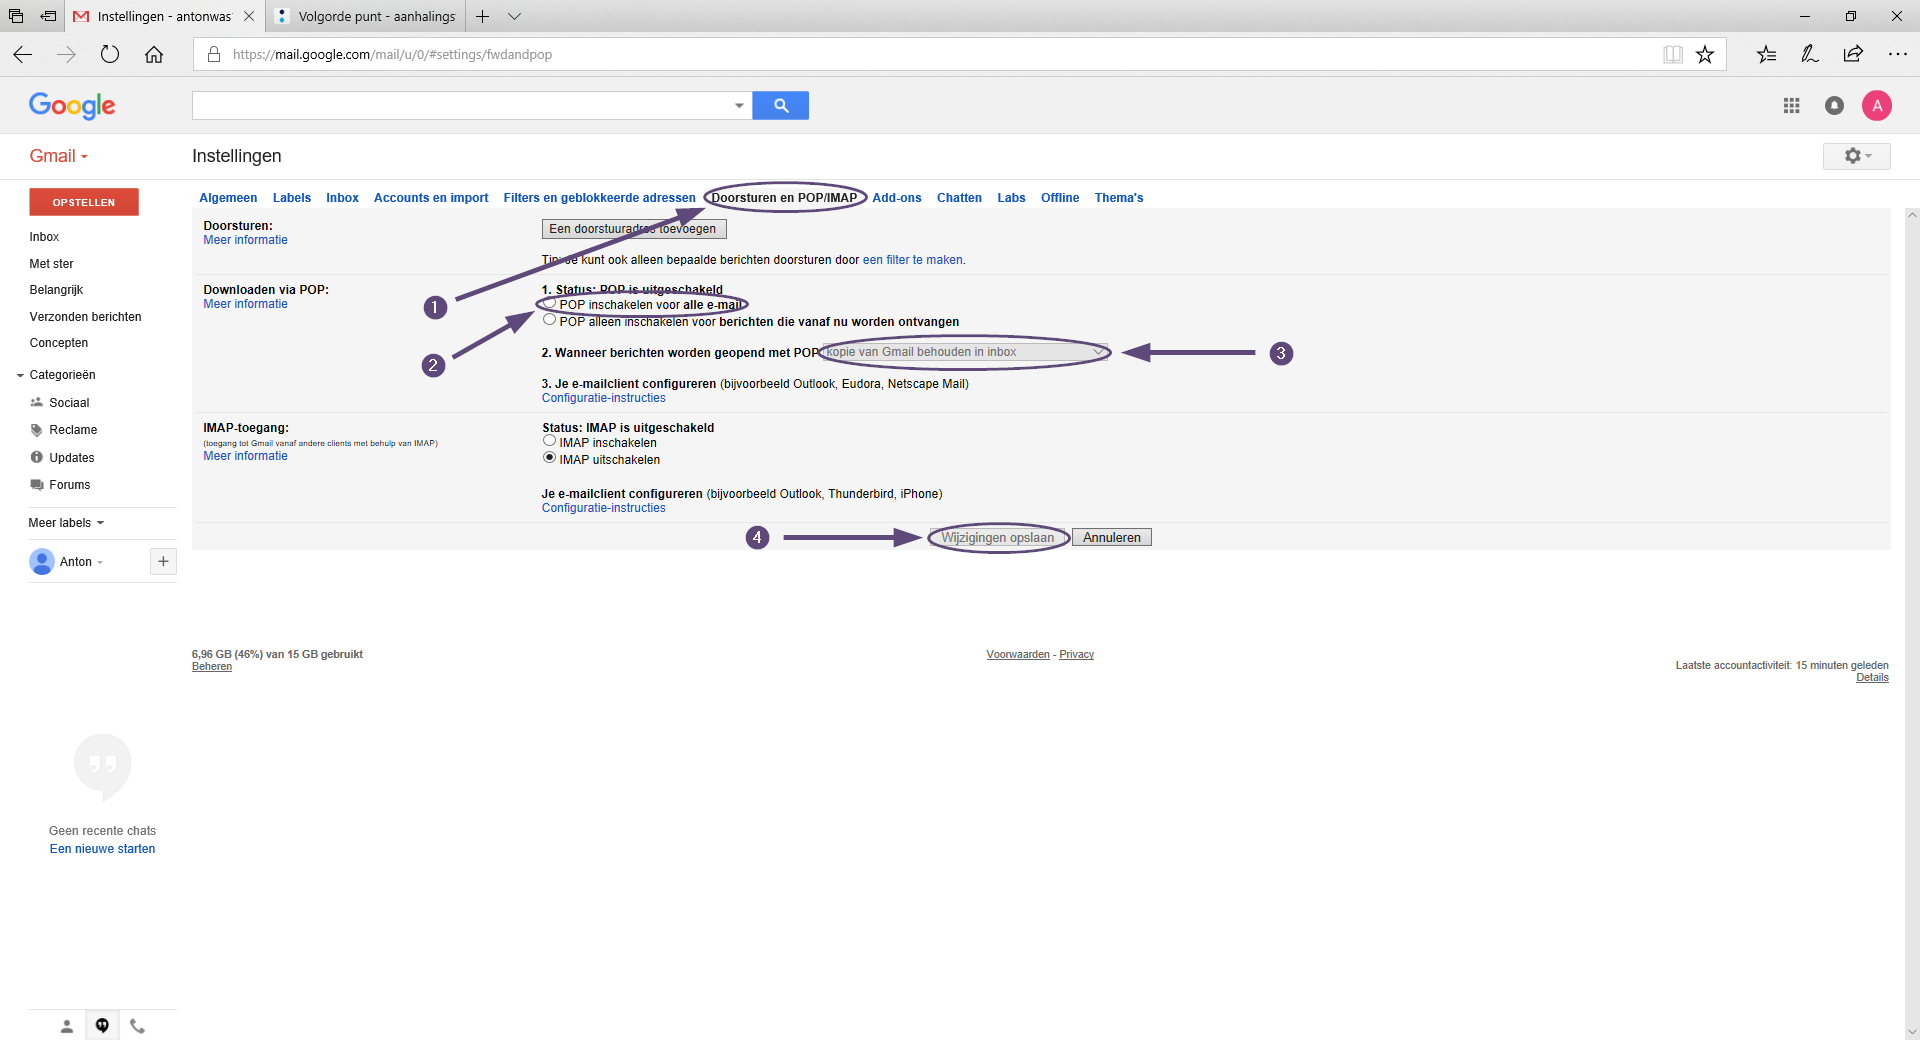 Instellingen - antonwas
Volgorde punt - aanhalings
https://mail.google.com/mail/u/0/#settings/fwdandpop
Google
A
Gmail
Instellingen
OPSTELLEN
Inbox
Met ster
Belangrijk
Verzonden berichten
Concepten
Categorieën
Sociaal
Reclame
Updates
Forums
Meer labels
Anton
Algemeen Labels Inbox Accounts en import Filters en geblokkeerde adressen Doorsturen en POP/IMAP Add-ons Chatten Labs Offline Thema's
Doorsturen:
Meer informatie
Een doorstuuradres toevoegen
Tip: Je kunt ook alleen bepaalde berichten doorsturen door een filter te maken.
Downloaden via POP:
Meer informatie
1. Status: POP is uitgeschakeld
POP inschakelen voor alle e-mail
POP alleen inschakelen voor berichten die vanaf nu worden ontvangen
2. Wanneer berichten worden geopend met POP kopie van Gmail behouden in inbox
3. Je e-mailclient configureren (bijvoorbeeld Outlook, Eudora, Netscape Mail)
Configuratie-instructies
1
2
3
IMAP-toegang:
(toegang tot Gmail vanaf andere clients met behulp van IMAP)
Meer informatie
Status: IMAP is uitgeschakeld
IMAP inschakelen
IMAP uitschakelen
Je e-mailclient configureren (bijvoorbeeld Outlook, Thunderbird, iPhone)
Configuratie-instructies
4
Wijzigingen opslaan Annuleren
6,96 GB (46%) van 15 GB gebruikt
Beheren
Voorwaarden - Privacy
Laatste accountactiviteit: 15 minuten geleden
Details
Geen recente chats
Een nieuwe starten